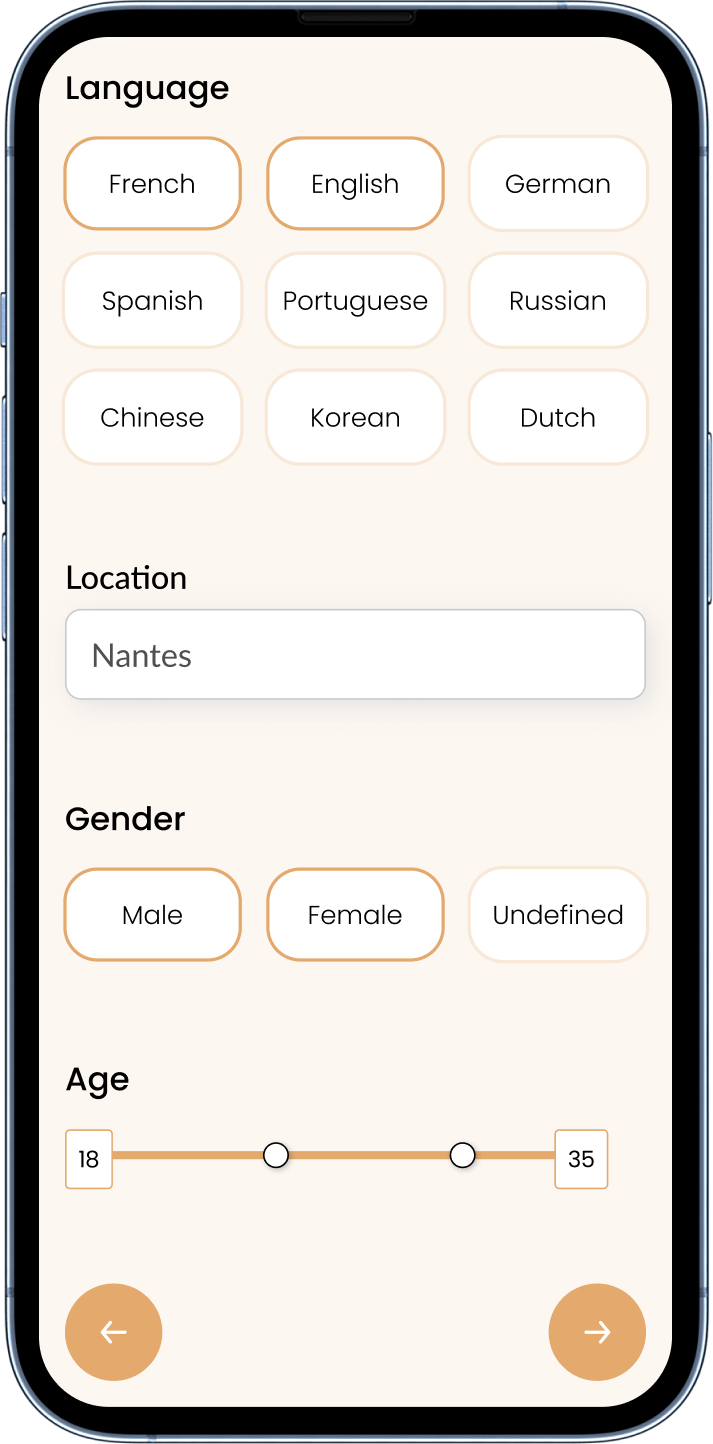 Language
French English German
Spanish Portuguese Russian
Chinese Korean Dutch
Location
Nantes
Gender
Male Female Undefined
Age
18 35